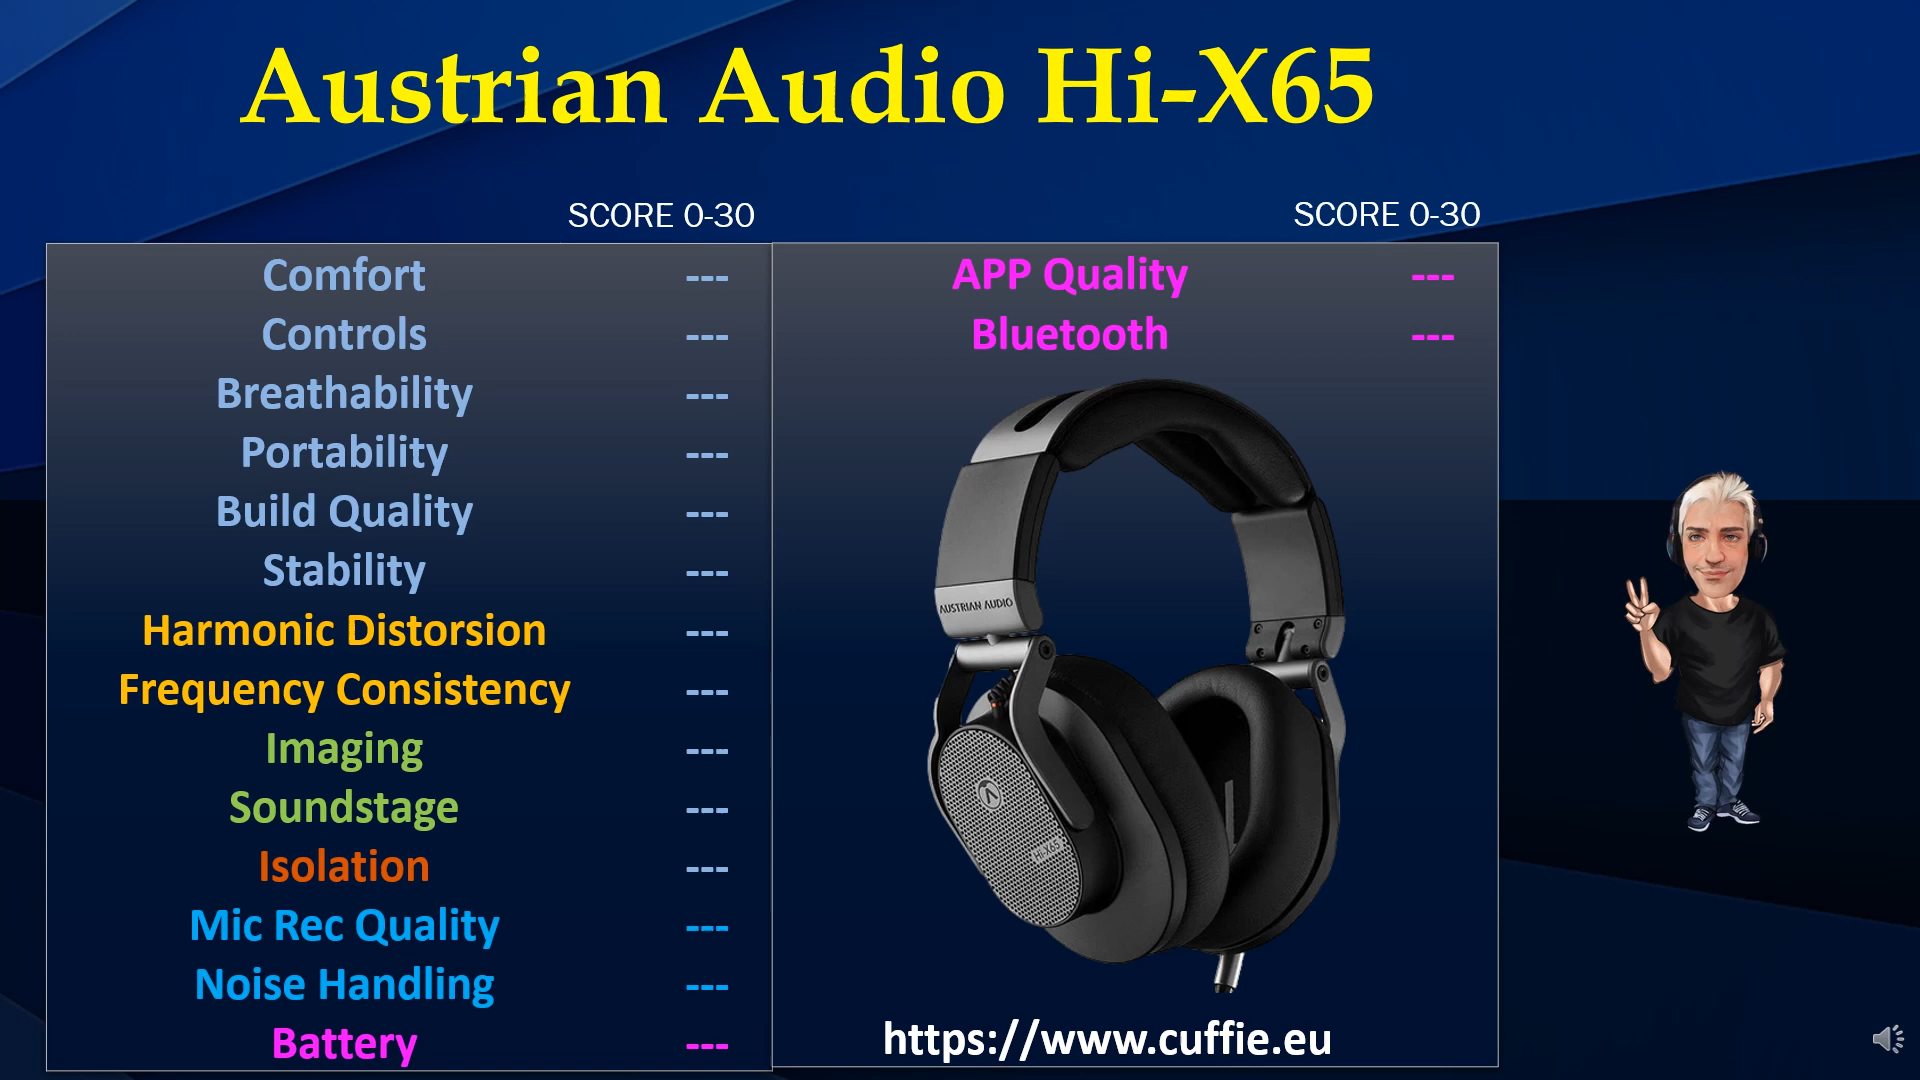 Austrian Audio Hi-X65
SCORE 0-30
Comfort ---
Controls ---
Breathability ---
Portability ---
Build Quality ---
Stability ---
Harmonic Distorsion ---
Frequency Consistency ---
Imaging ---
Soundstage ---
Isolation ---
Mic Rec Quality ---
Noise Handling ---
Battery ---
SCORE 0-30
APP Quality ---
Bluetooth ---
AUSTRIAN AUDIO
Hi-X65
https://www.cuffie.eu